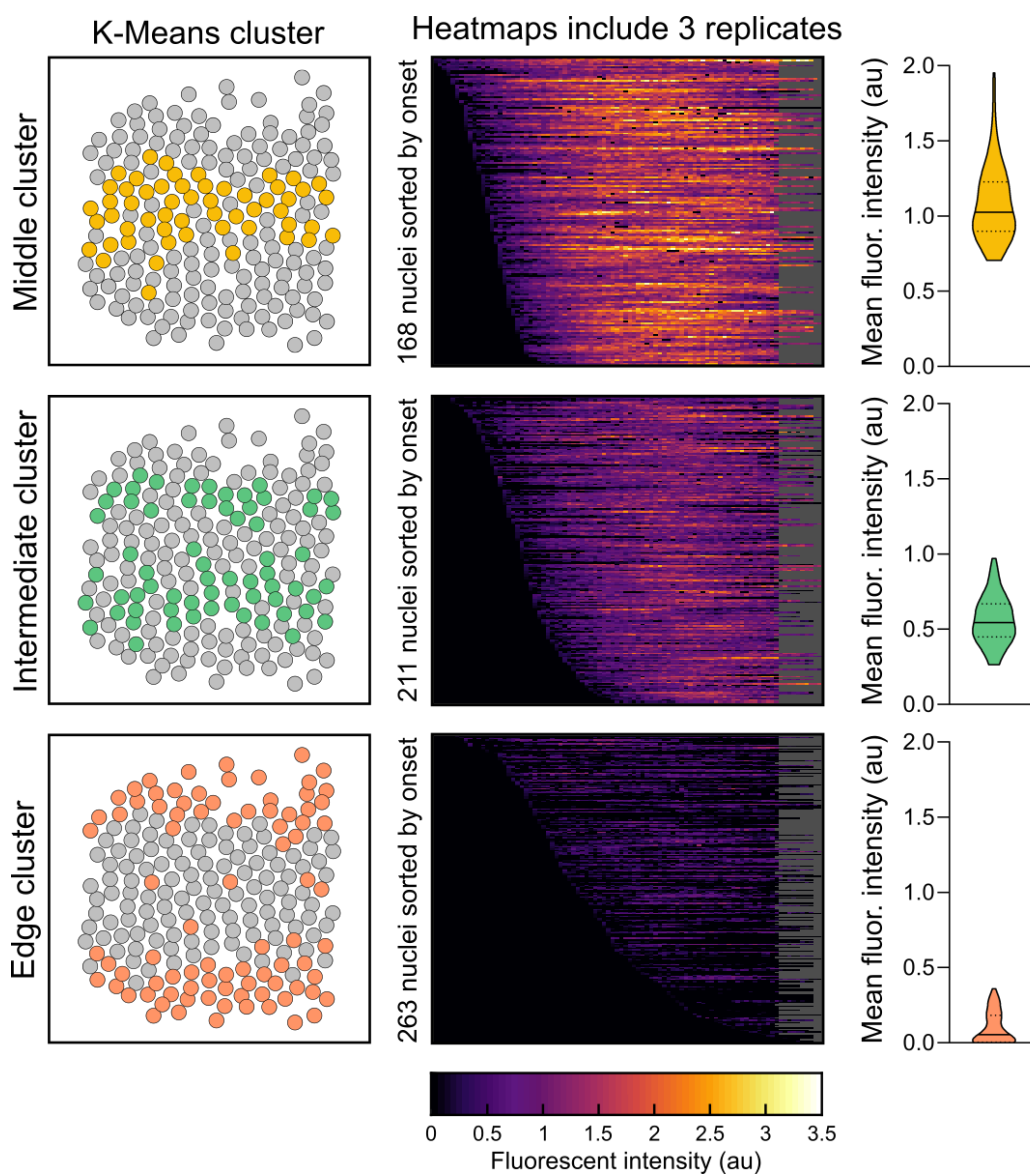 K-Means cluster
Heatmaps include 3 replicates
Middle cluster
168 nuclei sorted by onset
Mean fluor. intensity (au)
2.0
1.5
1.0
0.5
0.0
Intermediate cluster
211 nuclei sorted by onset
Mean fluor. intensity (au)
2.0
1.5
1.0
0.5
0.0
Edge cluster
263 nuclei sorted by onset
Mean fluor. intensity (au)
2.0
1.5
1.0
0.5
0.0
0 0.5 1 1.5 2 2.5 3 3.5
Fluorescent intensity (au)